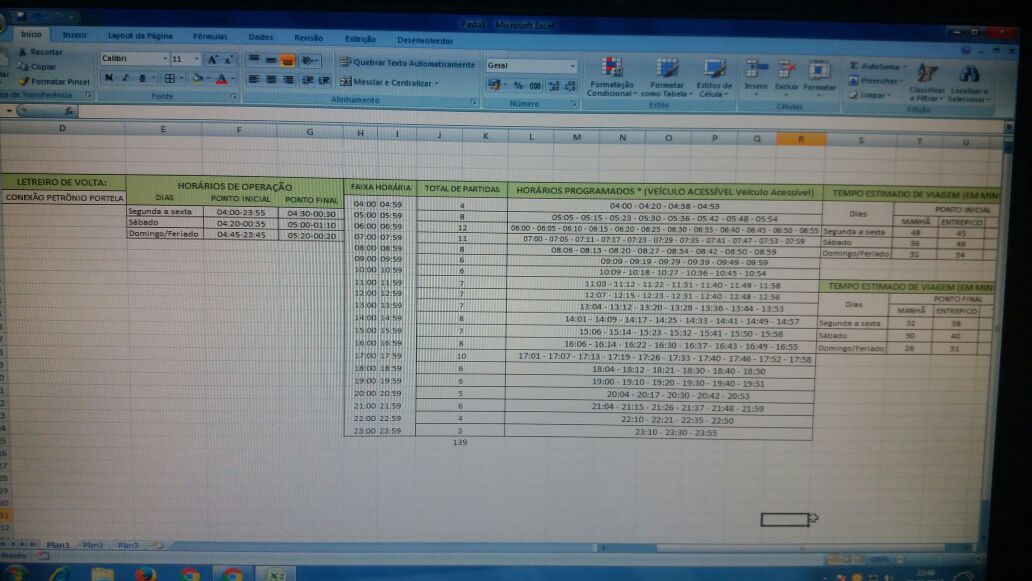 Pasta1 - Microsoft Excel
Início Inserir Layout da Página Fórmulas Dados Revisão Exibição Desenvolvedor
Recortar
Copiar
Formatar Pincel
Calibri 11
Quebrar Texto Automaticamente
Mesclar e Centralizar
Geral
% 000
Formatação Condicional
Formatar como Tabela
Estilos de Célula
Inserir Excluir Formatar
AutoSoma
Preencher
Limpar
Classificar e Filtrar
Localizar e Selecionar
Fonte Alinhamento Número Estilo Células Edição
D E F G H I J K L M N O P Q R S T U
LETREIRO DE VOLTA:
CONEXÃO PETRÔNIO PORTELA
HORÁRIOS DE OPERAÇÃO
DIAS PONTO INICIAL PONTO FINAL
Segunda a sexta 04:00-23:55 04:30-00:30
Sábado 04:20-00:35 05:00-01:10
Domingo/Feriado 04:45-23:45 05:20-00:20
FAIXA HORÁRIA TOTAL DE PARTIDAS HORÁRIOS PROGRAMADOS * (VEÍCULO ACESSÍVEL Veículo Acessível)
04:00 04:59 4 04:00 - 04:20 - 04:38 - 04:53
05:00 05:59 8 05:05 - 05:15 - 05:23 - 05:30 - 05:36 - 05:42 - 05:48 - 05:54
06:00 06:59 12 06:00 - 06:05 - 06:10 - 06:15 - 06:20 - 06:25 - 06:30 - 06:35 - 06:40 - 06:45 - 06:50 - 06:55
07:00 07:59 11 07:00 - 07:05 - 07:11 - 07:17 - 07:23 - 07:29 - 07:35 - 07:41 - 07:47 - 07:53 - 07:59
08:00 08:59 8 08:06 - 08:13 - 08:20 - 08:27 - 08:34 - 08:42 - 08:50 - 08:59
09:00 09:59 6 09:09 - 09:19 - 09:29 - 09:39 - 09:49 - 09:59
10:00 10:59 6 10:09 - 10:18 - 10:27 - 10:36 - 10:45 - 10:54
11:00 11:59 7 11:03 - 11:12 - 11:22 - 11:31 - 11:40 - 11:49 - 11:58
12:00 12:59 7 12:07 - 12:15 - 12:23 - 12:31 - 12:40 - 12:48 - 12:56
13:00 13:59 7 13:04 - 13:12 - 13:20 - 13:28 - 13:36 - 13:44 - 13:53
14:00 14:59 8 14:01 - 14:09 - 14:17 - 14:25 - 14:33 - 14:41 - 14:49 - 14:57
15:00 15:59 7 15:06 - 15:14 - 15:23 - 15:32 - 15:41 - 15:50 - 15:58
16:00 16:59 8 16:06 - 16:14 - 16:22 - 16:30 - 16:37 - 16:43 - 16:49 - 16:55
17:00 17:59 10 17:01 - 17:07 - 17:13 - 17:19 - 17:26 - 17:33 - 17:40 - 17:46 - 17:52 - 17:58
18:00 18:59 6 18:04 - 18:12 - 18:21 - 18:30 - 18:40 - 18:50
19:00 19:59 6 19:00 - 19:10 - 19:20 - 19:30 - 19:40 - 19:51
20:00 20:59 5 20:04 - 20:17 - 20:30 - 20:42 - 20:53
21:00 21:59 6 21:04 - 21:15 - 21:26 - 21:37 - 21:48 - 21:59
22:00 22:59 4 22:10 - 22:21 - 22:35 - 22:50
23:00 23:59 3 23:10 - 23:30 - 23:55
139
TEMPO ESTIMADO DE VIAGEM (EM MIN
Dias PONTO INICIAL
MANHÃ ENTREPICO
Segunda a sexta 48 45
Sábado 36 49
Domingo/Feriado 31 34
TEMPO ESTIMADO DE VIAGEM (EM MIN
Dias PONTO FINAL
MANHÃ ENTREPICO
Segunda a sexta 32 38
Sábado 30 40
Domingo/Feriado 26 31
Plan1 Plan2 Plan3
Pronto
100%
22:46